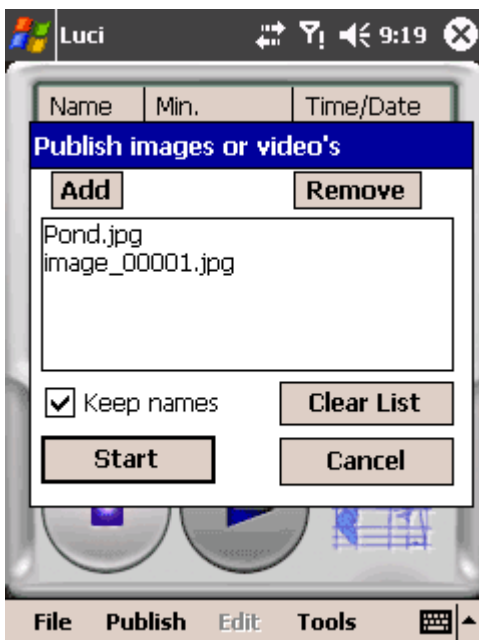 Luci 9:19
Name Min. Time/Date
Publish images or video's
Add Remove
Pond.jpg
image_00001.jpg
Keep names Clear List
Start Cancel
File Publish Edit Tools